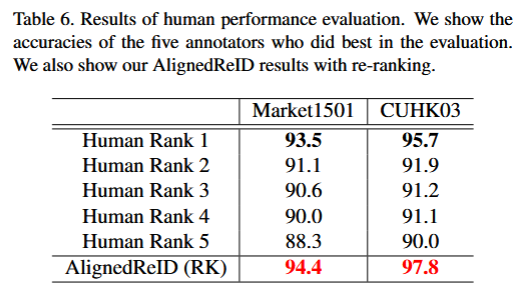 Table 6. Results of human performance evaluation. We show the
accuracies of the five annotators who did best in the evaluation.
We also show our AlignedReID results with re-ranking.
Market1501 CUHK03
Human Rank 1 93.5 95.7
Human Rank 2 91.1 91.9
Human Rank 3 90.6 91.2
Human Rank 4 90.0 91.1
Human Rank 5 88.3 90.0
AlignedReID (RK) 94.4 97.8